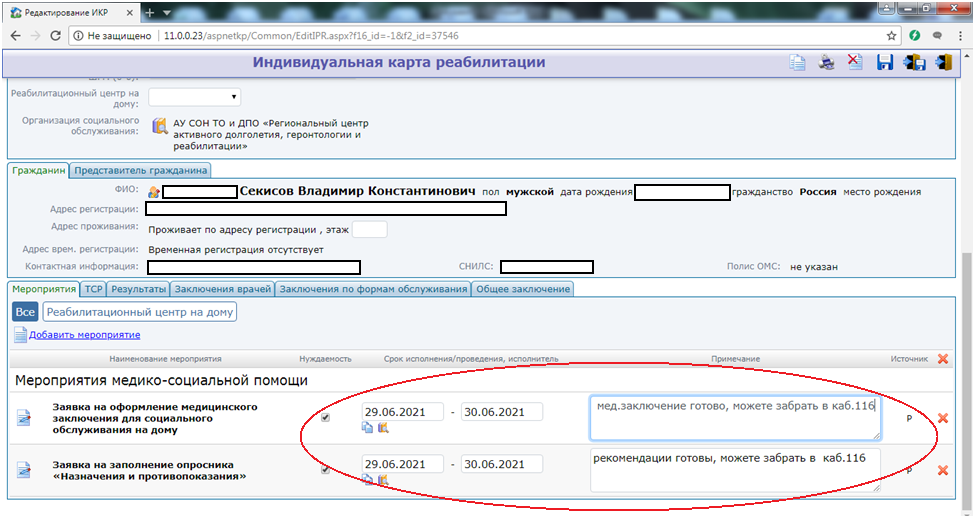 Редактирование ИКР
Не защищено | 11.0.0.23/aspnetkp/Common/EditIPR.aspx?f16_id=-1&f2_id=37546
Индивидуальная карта реабилитации
Реабилитационный центр на
дому:
Организация социального
обслуживания:
АУ СОН ТО и ДПО «Региональный центр
активного долголетия, геронтологии и
реабилитации»
Гражданин Представитель гражданина
ФИО: Секисов Владимир Константинович пол мужской дата рождения гражданство Россия место рождения
Адрес регистрации:
Адрес проживания: Проживает по адресу регистрации , этаж
Адрес врем. регистрации: Временная регистрация отсутствует
Контактная информация: СНИЛС: Полис ОМС: не указан
Мероприятия ТСР Результаты Заключения врачей Заключения по формам обслуживания Общее заключение
Все Реабилитационный центр на дому
Добавить мероприятие
Наименование мероприятия Нуждаемость Срок исполнения/проведения, исполнитель Примечание Источник
Мероприятия медико-социальной помощи
Заявка на оформление медицинского
заключения для социального
обслуживания на дому
29.06.2021 - 30.06.2021
мед.заключение готово, можете забрать в каб.116
Р
Заявка на заполнение опросника
«Назначения и противопоказания»
29.06.2021 - 30.06.2021
рекомендации готовы, можете забрать в каб.116
Р